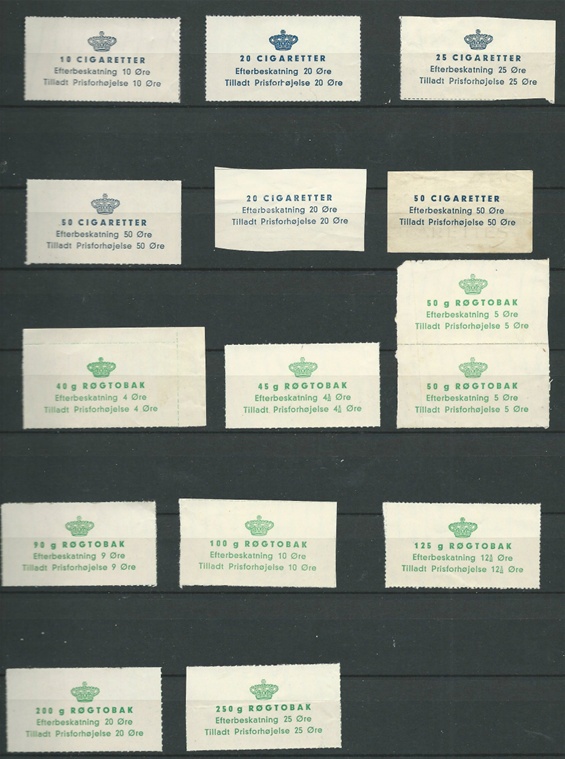 10 CIGARETTER
Efterbeskatning 10 Øre
Tilladt Prisforhøjelse 10 Øre
20 CIGARETTER
Efterbeskatning 20 Øre
Tilladt Prisforhøjelse 20 Øre
25 CIGARETTER
Efterbeskatning 25 Øre
Tilladt Prisforhøjelse 25 Øre
50 CIGARETTER
Efterbeskatning 50 Øre
Tilladt Prisforhøjelse 50 Øre
20 CIGARETTER
Efterbeskatning 20 Øre
Tilladt Prisforhøjelse 20 Øre
50 CIGARETTER
Efterbeskatning 50 Øre
Tilladt Prisforhøjelse 50 Øre
40 g RØGTOBAK
Efterbeskatning 4 Øre
Tilladt Prisforhøjelse 4 Øre
45 g RØGTOBAK
Efterbeskatning 4½ Øre
Tilladt Prisforhøjelse 4½ Øre
50 g RØGTOBAK
Efterbeskatning 5 Øre
Tilladt Prisforhøjelse 5 Øre
50 g RØGTOBAK
Efterbeskatning 5 Øre
Tilladt Prisforhøjelse 5 Øre
90 g RØGTOBAK
Efterbeskatning 9 Øre
Tilladt Prisforhøjelse 9 Øre
100 g RØGTOBAK
Efterbeskatning 10 Øre
Tilladt Prisforhøjelse 10 Øre
125 g RØGTOBAK
Efterbeskatning 12½ Øre
Tilladt Prisforhøjelse 12½ Øre
200 g RØGTOBAK
Efterbeskatning 20 Øre
Tilladt Prisforhøjelse 20 Øre
250 g RØGTOBAK
Efterbeskatning 25 Øre
Tilladt Prisforhøjelse 25 Øre